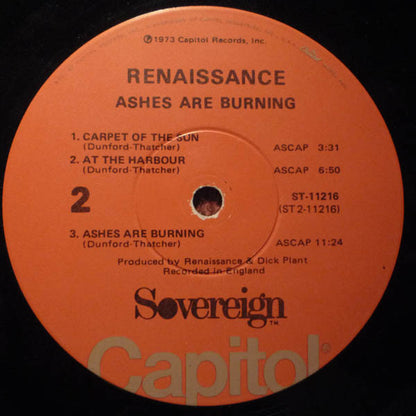 ℗1973 Capitol Records, Inc.
RENAISSANCE
ASHES ARE BURNING
1. CARPET OF THE SUN
(Dunford-Thatcher) ASCAP 3:31
2. AT THE HARBOUR
(Dunford-Thatcher) ASCAP 6:50
2 ST-11216
(ST 2-11216)
3. ASHES ARE BURNING
(Dunford-Thatcher) ASCAP 11:24
Produced by Renaissance & Dick Plant
Recorded in England
Sovereign TM
Capitol®